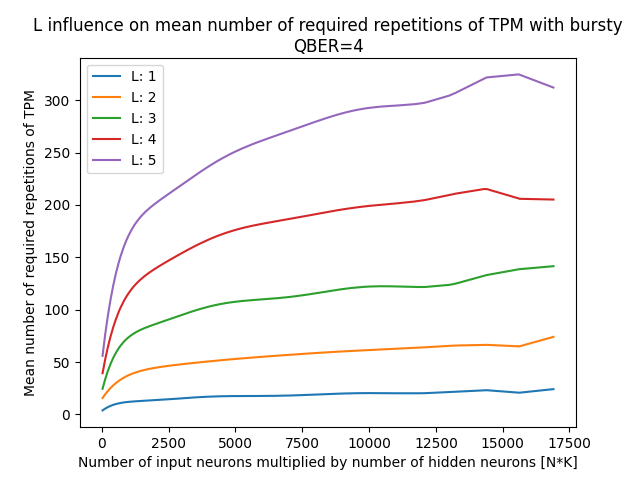 L influence on mean number of required repetitions of TPM with bursty
QBER=4
L: 1
L: 2
L: 3
L: 4
L: 5
Mean number of required repetitions of TPM
300
250
200
150
100
50
0
0 2500 5000 7500 10000 12500 15000 17500
Number of input neurons multiplied by number of hidden neurons [N*K]